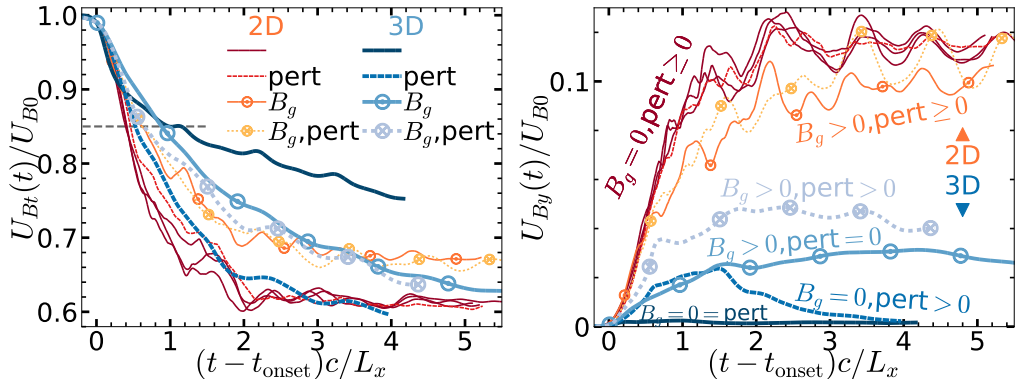 1.0
0.9
0.8
0.7
0.6
U_{Bt}(t)/U_{B0}
2D 3D
pert pert
B_g B_g
B_g,pert B_g,pert
0 1 2 3 4 5
(t − t_{onset})c/L_x
0.1
0
U_{By}(t)/U_{B0}
B_g = 0,pert ≥ 0
B_g > 0,pert ≥ 0
2D
3D
B_g > 0,pert > 0
B_g > 0,pert = 0
B_g = 0,pert > 0
B_g = 0 = pert
0 1 2 3 4 5
(t − t_{onset})c/L_x